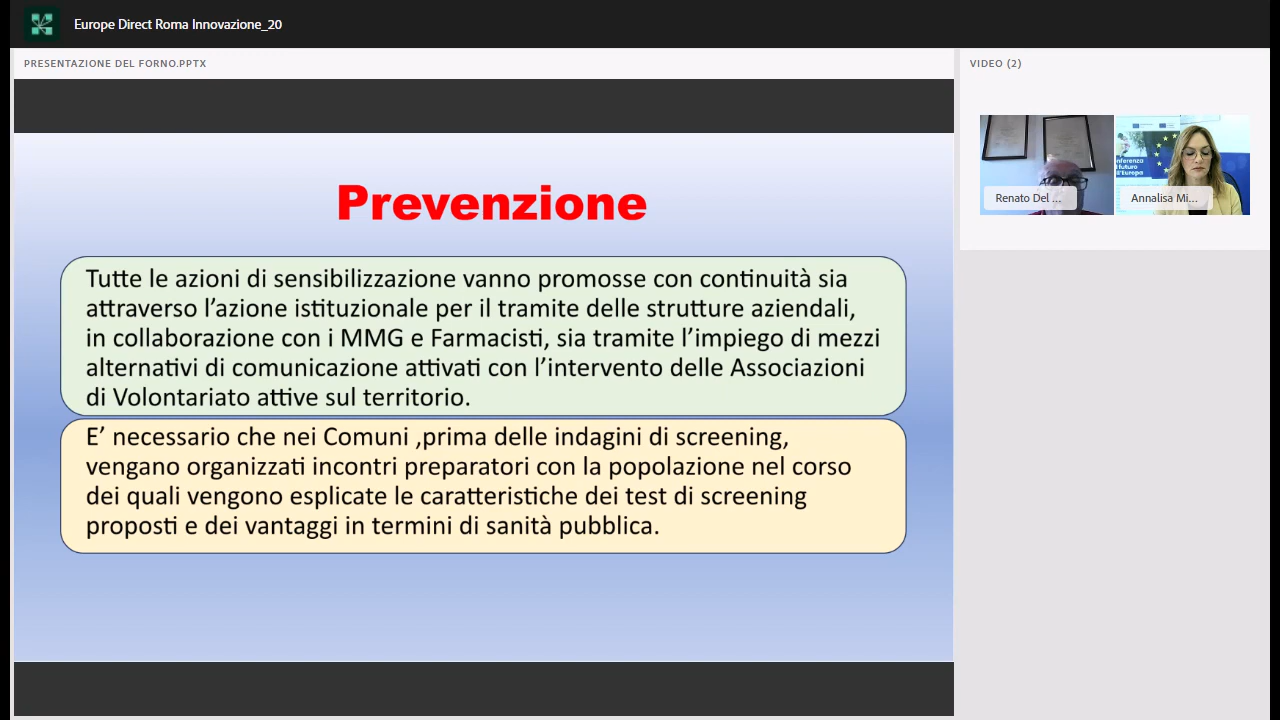 Europe Direct Roma Innovazione_20
PRESENTAZIONE DEL FORNO.PPTX
VIDEO (2)
Prevenzione
Tutte le azioni di sensibilizzazione vanno promosse con continuità sia
attraverso l’azione istituzionale per il tramite delle strutture aziendali,
in collaborazione con i MMG e Farmacisti, sia tramite l’impiego di mezzi
alternativi di comunicazione attivati con l’intervento delle Associazioni
di Volontariato attive sul territorio.
E’ necessario che nei Comuni ,prima delle indagini di screening,
vengano organizzati incontri preparatori con la popolazione nel corso
dei quali vengono esplicate le caratteristiche dei test di screening
proposti e dei vantaggi in termini di sanità pubblica.
Renato Del ...
Annalisa Mi...
futuro